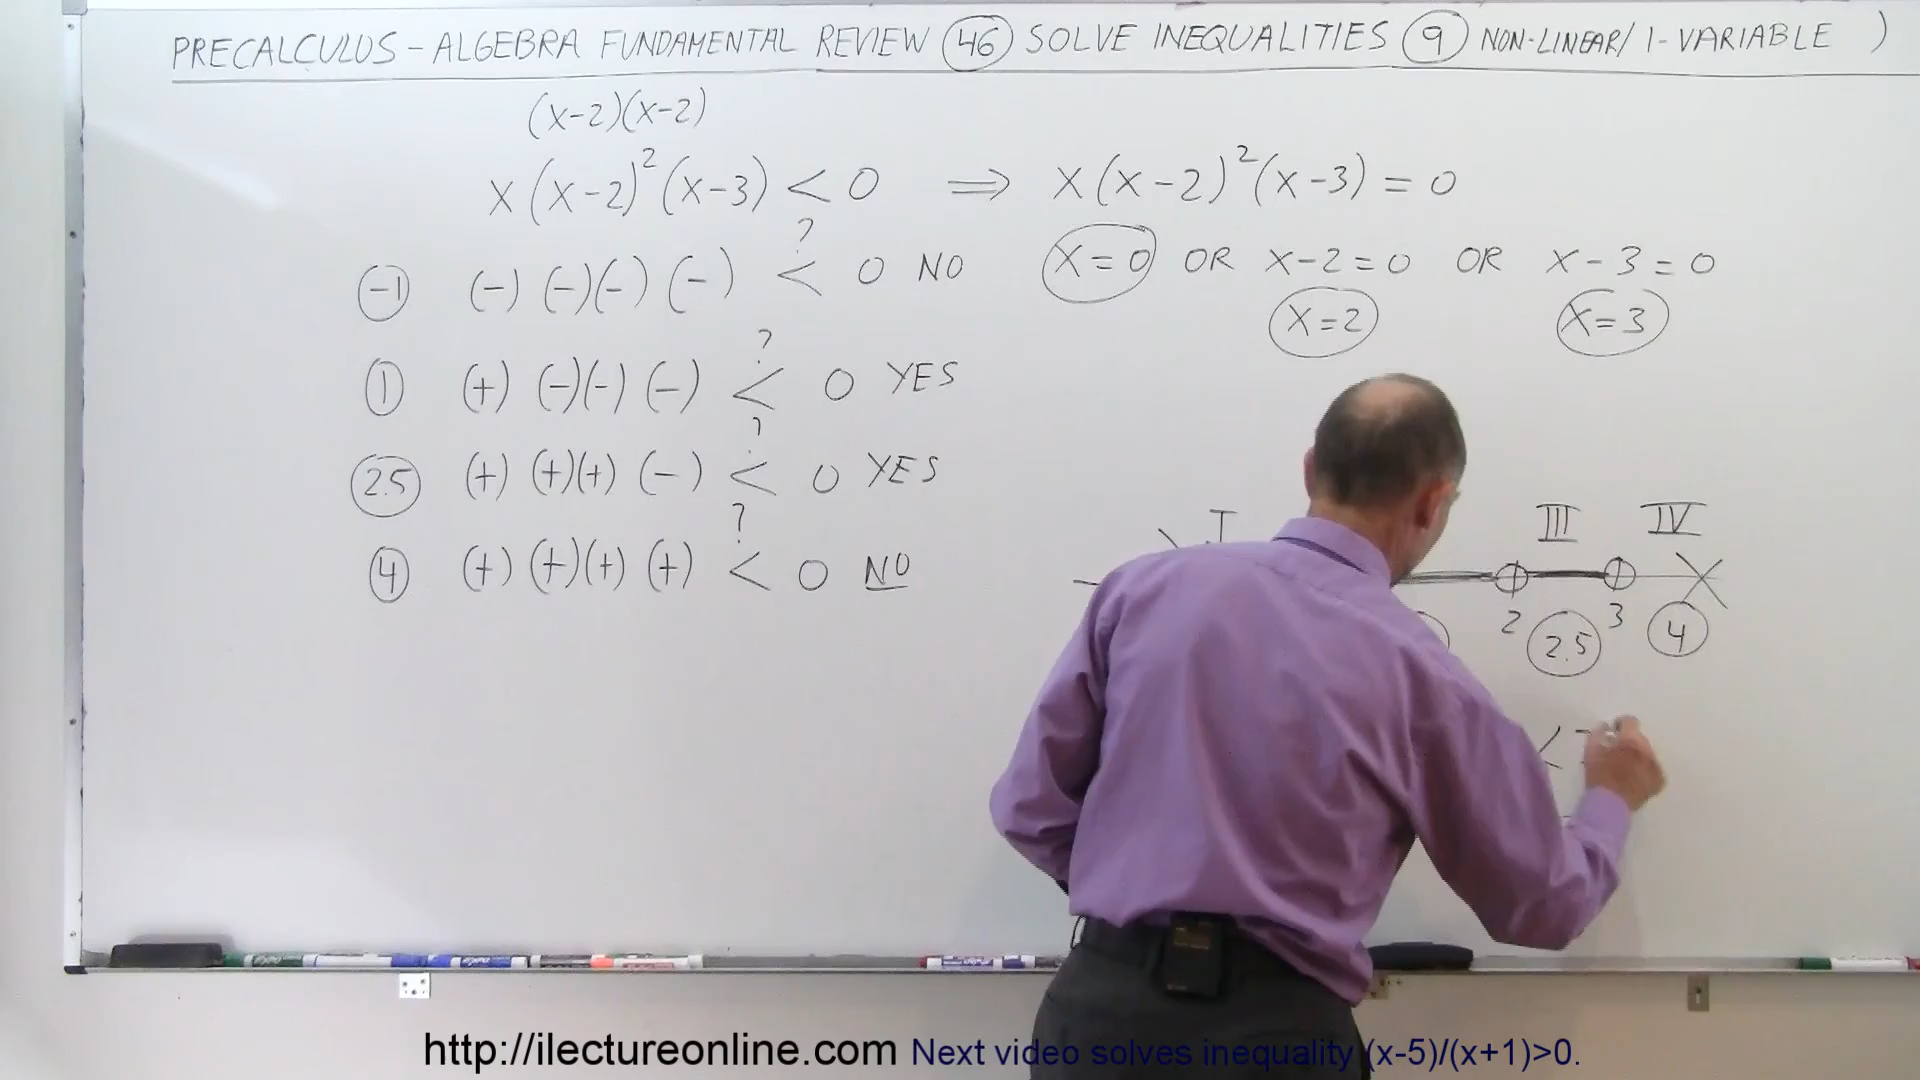 PRECALCULUS - ALGEBRA FUNDAMENTAL REVIEW (46) SOLVE INEQUALITIES (9) NON-LINEAR/ 1-VARIABLE )
(x-2)(x-2)
x(x-2)²(x-3) < 0 ⟹ x(x-2)²(x-3) = 0
?
-1 (-) (-)(-) (-) < 0 NO
x=0 OR x-2=0 OR x-3=0
x=2 x=3
?
1 (+) (-)(-) (-) < 0 YES
?
2.5 (+) (+)(+) (-) < 0 YES
?
4 (+) (+)(+) (+) < 0 NO
I III IV
2 3
2.5 4
<
http://ilectureonline.com Next video solves inequality (x-5)/(x+1)>0.